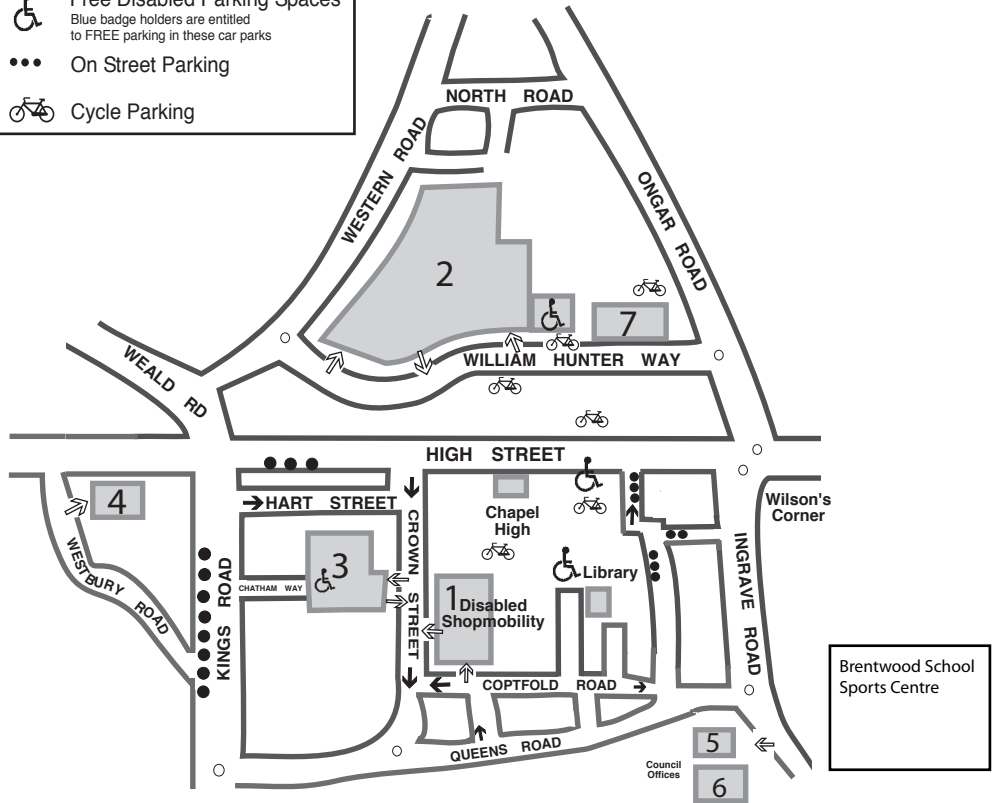 Free Disabled Parking Spaces
Blue badge holders are entitled
to FREE parking in these car parks
On Street Parking
Cycle Parking
NORTH ROAD
WESTERN ROAD
ONGAR ROAD
2
7
WILLIAM HUNTER WAY
WEALD RD
HIGH STREET
4
HART STREET
CROWN STREET
Chapel
High
Wilson's
Corner
WESTBURY ROAD
KINGS ROAD
3
CHATHAM WAY
Library
1
Disabled
Shopmobility
INGRAVE ROAD
COPTFOLD ROAD
QUEENS ROAD
5
Council
Offices
6
Brentwood School
Sports Centre